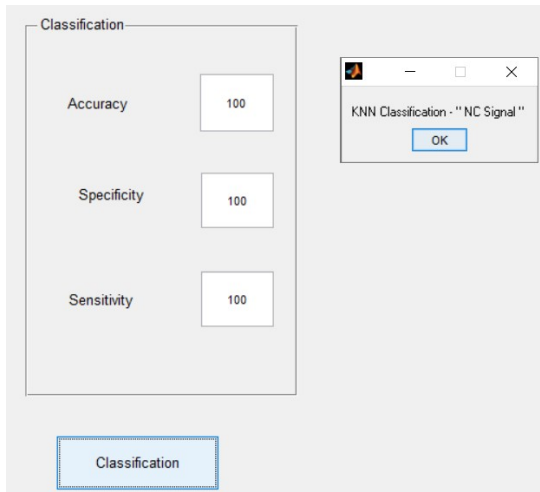 Classification
Accuracy 100
Specificity 100
Sensitivity 100
Classification
KNN Classification - " NC Signal "
OK